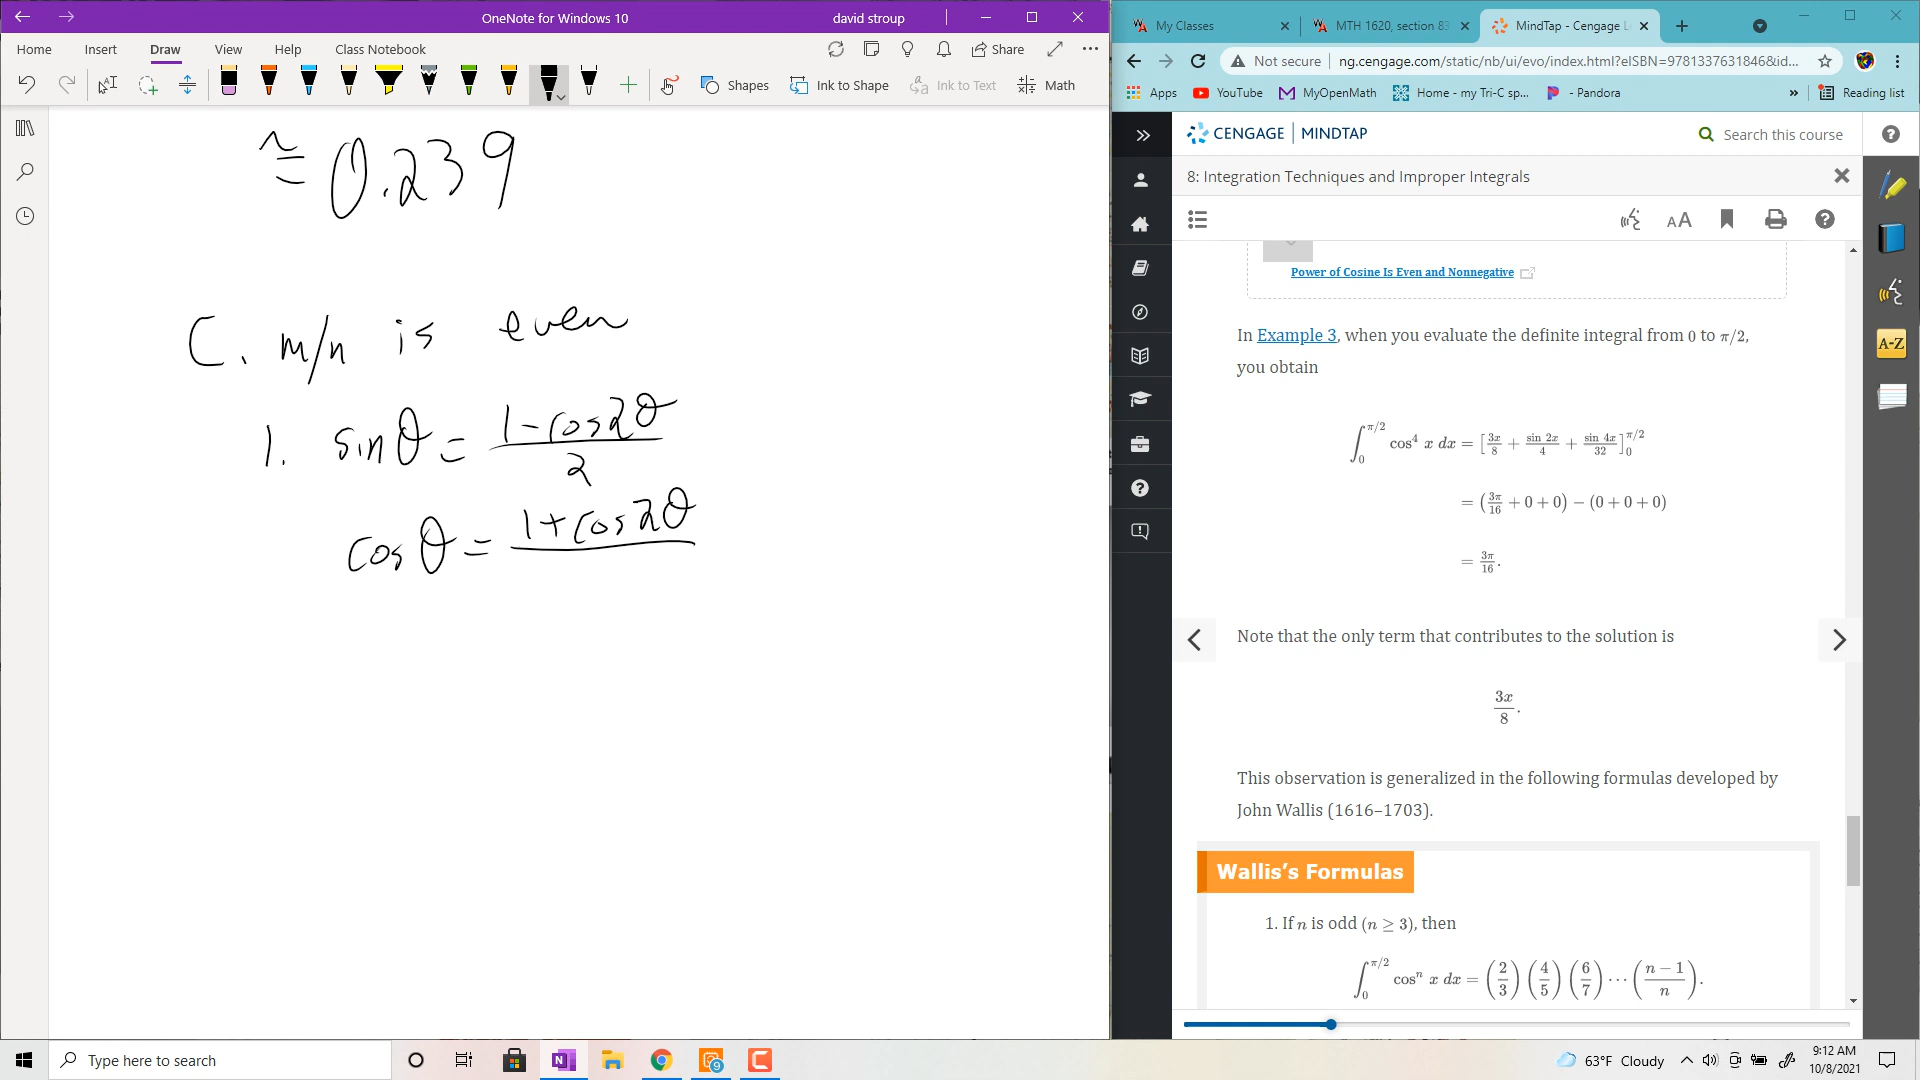 OneNote for Windows 10
david stroup
Home Insert Draw View Help Class Notebook
Share
Shapes Ink to Shape Ink to Text Math
≅ 0.239
C. m/n is even
1. sinθ = 1-cos2θ / 2
cosθ = 1+cos2θ
My Classes
MTH 1620, section 83
MindTap - Cengage L
Not secure ng.cengage.com/static/nb/ui/evo/index.html?eISBN=9781337631846&id...
Apps YouTube MyOpenMath Home - my Tri-C sp... - Pandora » Reading list
CENGAGE | MINDTAP
Search this course
8: Integration Techniques and Improper Integrals
AA
A-Z
Power of Cosine Is Even and Nonnegative
In Example 3, when you evaluate the definite integral from 0 to π/2,
you obtain
∫₀^{π/2} cos⁴ x dx = [3x/8 + sin 2x/4 + sin 4x/32]₀^{π/2}
= (3π/16 + 0 + 0) − (0 + 0 + 0)
= 3π/16.
Note that the only term that contributes to the solution is
3x/8.
This observation is generalized in the following formulas developed by
John Wallis (1616–1703).
Wallis's Formulas
1. If n is odd (n ≥ 3), then
∫₀^{π/2} cosⁿ x dx = (2/3)(4/5)(6/7)⋯(n − 1/n).
Type here to search
9
63°F Cloudy
9:12 AM
10/8/2021